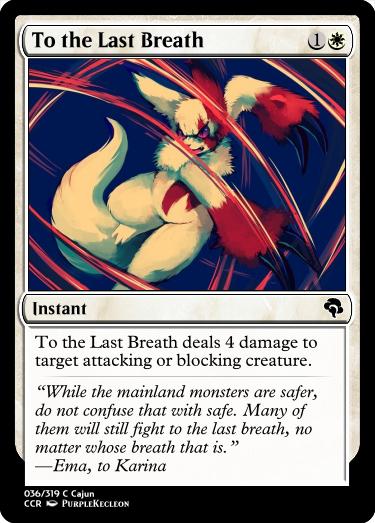 To the Last Breath 1
Instant
To the Last Breath deals 4 damage to
target attacking or blocking creature.
“While the mainland monsters are safer,
do not confuse that with safe. Many of
them will still fight to the last breath, no
matter whose breath that is.”
—Ema, to Karina
036/319 C Cajun
CCR PurpleKecleon